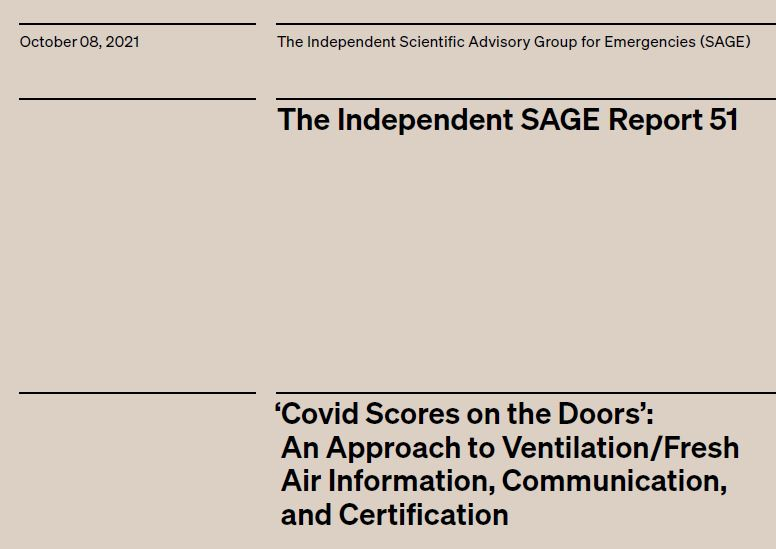 October 08, 2021
The Independent Scientific Advisory Group for Emergencies (SAGE)
The Independent SAGE Report 51
‘Covid Scores on the Doors’:
An Approach to Ventilation/Fresh
Air Information, Communication,
and Certification